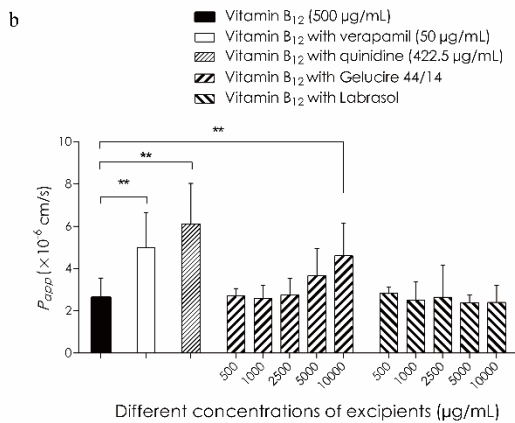 b
Vitamin B₁₂ (500 µg/mL)
Vitamin B₁₂ with verapamil (50 µg/mL)
Vitamin B₁₂ with quinidine (422.5 µg/mL)
Vitamin B₁₂ with Gelucire 44/14
Vitamin B₁₂ with Labrasol
Papp (×10⁻⁶ cm/s)
10
8
6
4
2
0
**
**
**
500 1000 2500 5000 10000 500 1000 2500 5000 10000
Different concentrations of excipients (µg/mL)